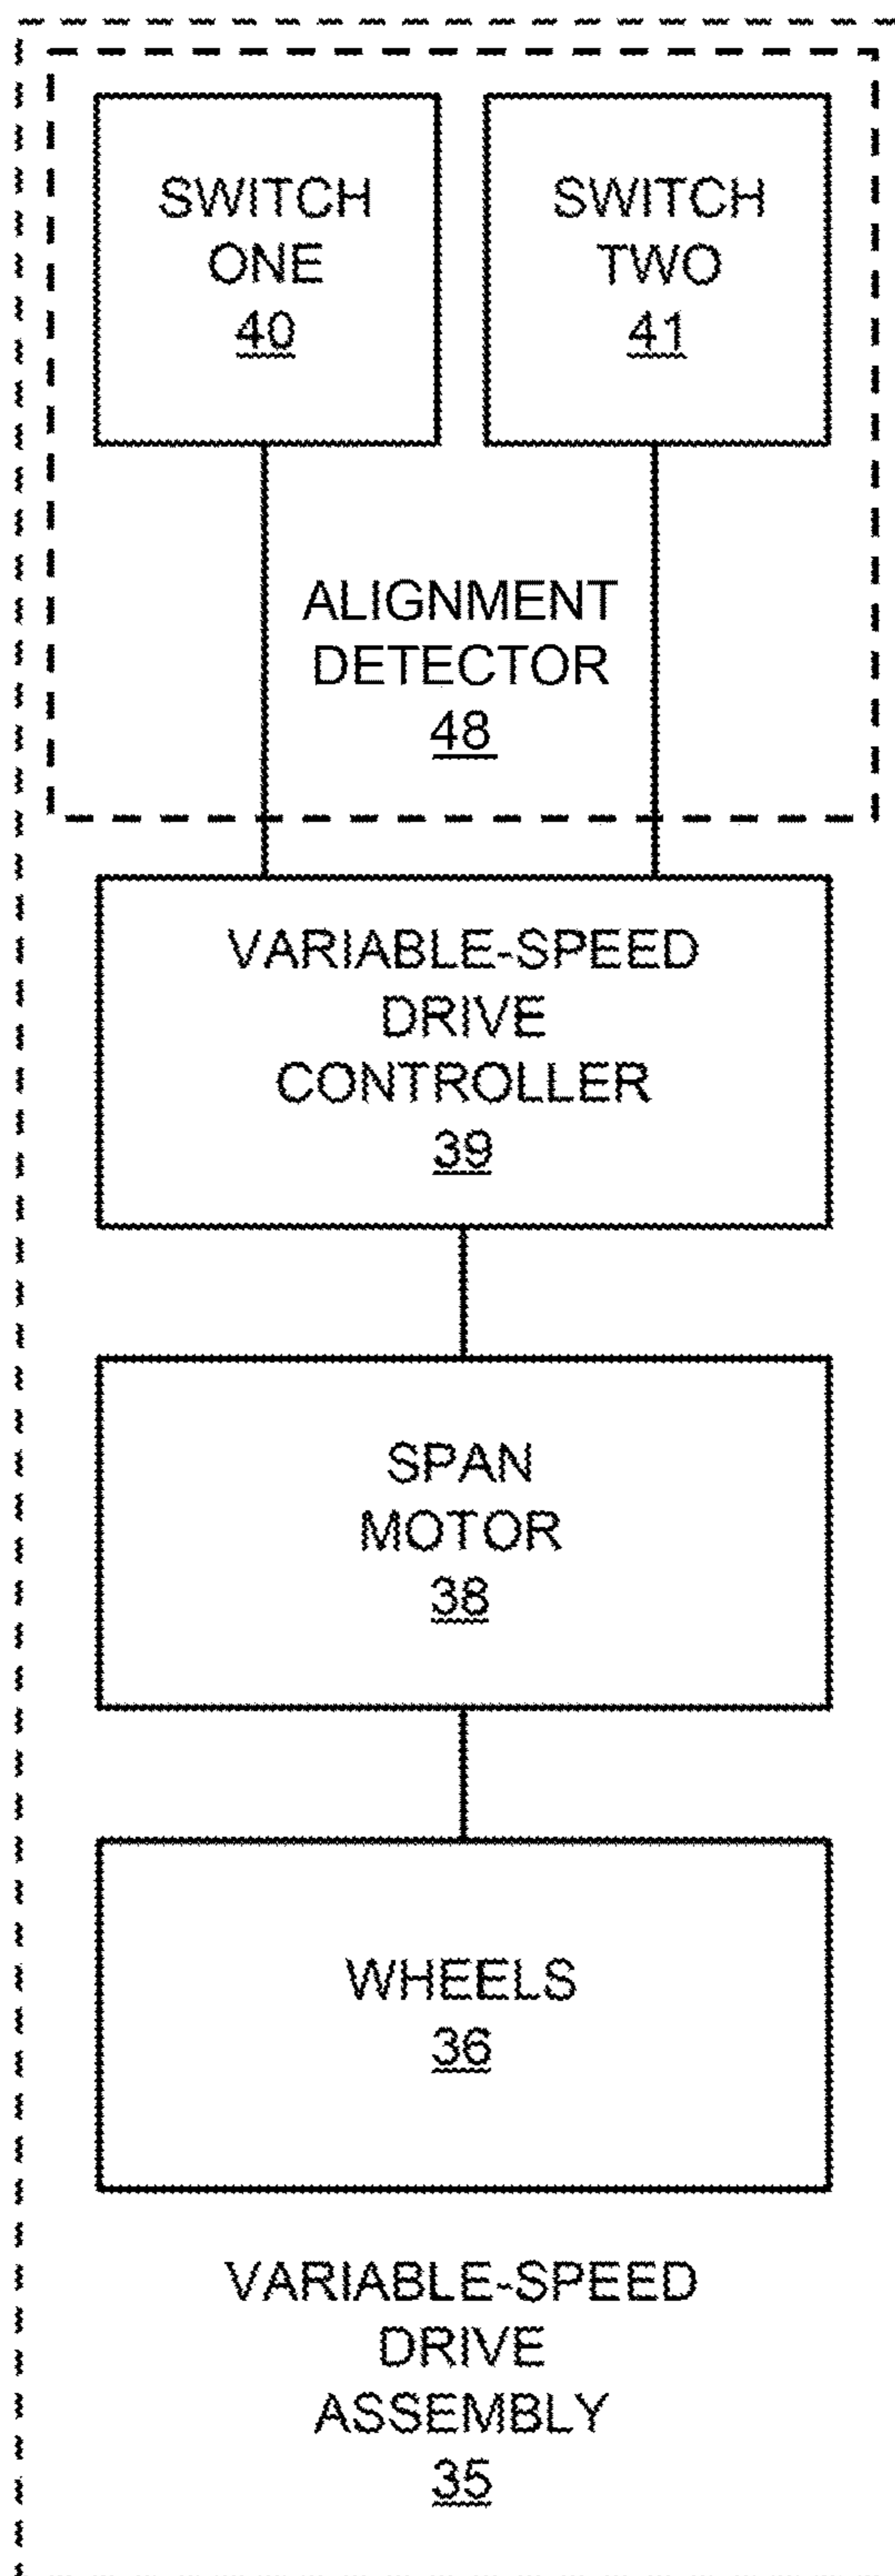 SWITCH
ONE
40
SWITCH
TWO
41
ALIGNMENT
DETECTOR
48
VARIABLE-SPEED
DRIVE
CONTROLLER
39
SPAN
MOTOR
38
WHEELS
36
VARIABLE-SPEED
DRIVE
ASSEMBLY
35